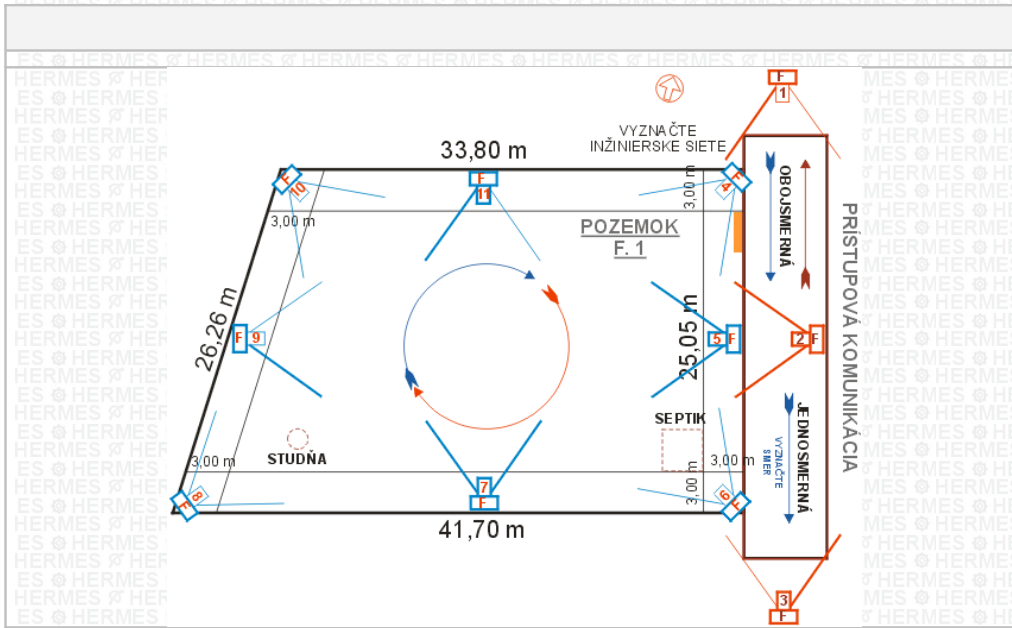 F
1
VYZNAČTE
INŽINIERSKE SIETE
33,80 m
F
10
F
11
F
4
3,00 m
3,00 m
POZEMOK
F. 1
OBOJSMERNÁ
PRÍSTUPOVÁ KOMUNIKÁCIA
26,26 m
F 9
25,05 m
5 F
2 F
SEPTIK
STUDŇA
JEDNOSMERNÁ
VYZNAČTE
SMER
3,00 m
3,00 m
3,00 m
F
8
7
F
6
F
41,70 m
3
F
HERMES